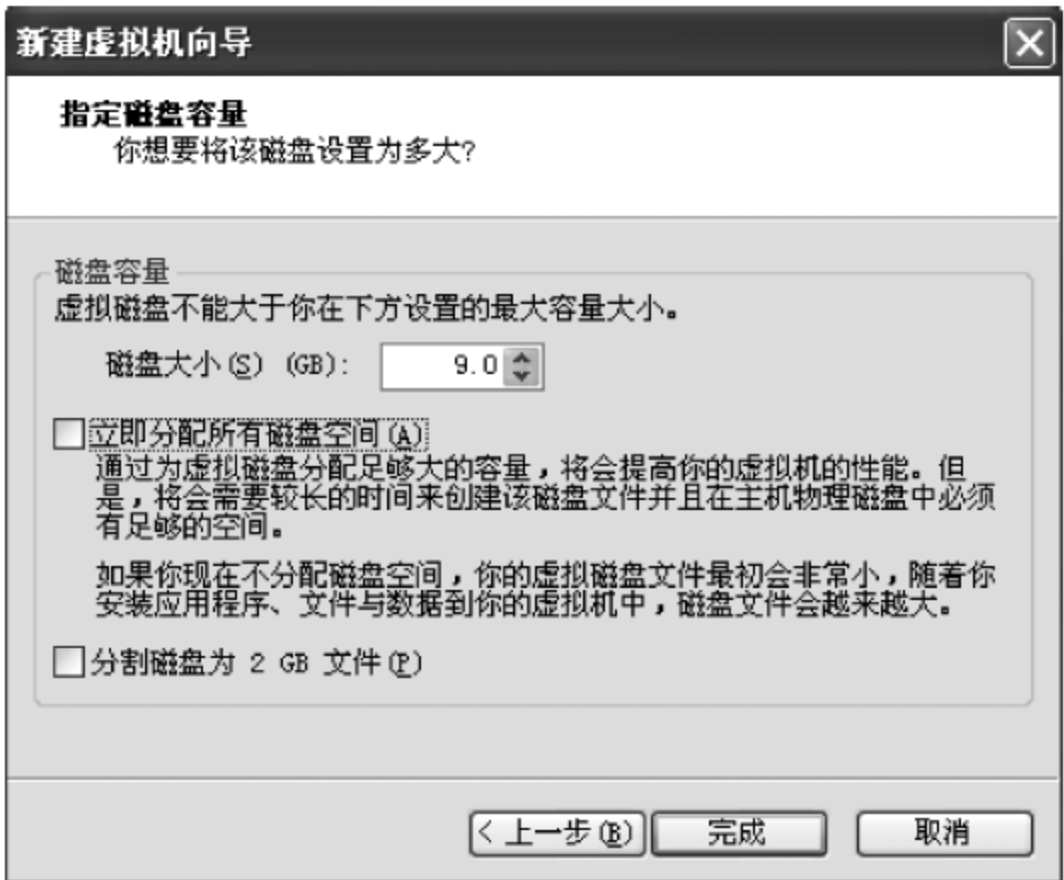 新建虚拟机向导
指定磁盘容量
你想要将该磁盘设置为多大?
磁盘容量
虚拟磁盘不能大于你在下方设置的最大容量大小。
磁盘大小(S) (GB): 9.0
立即分配所有磁盘空间(A)
通过为虚拟磁盘分配足够大的容量，将会提高你的虚拟机的性能。但
是，将会需要较长的时间来创建该磁盘文件并且在主机物理磁盘中必须
有足够的空间。
如果你现在不分配磁盘空间，你的虚拟磁盘文件最初会非常小，随着你
安装应用程序、文件与数据到你的虚拟机中，磁盘文件会越来越大。
分割磁盘为 2 GB 文件(P)
< 上一步(B) 完成 取消